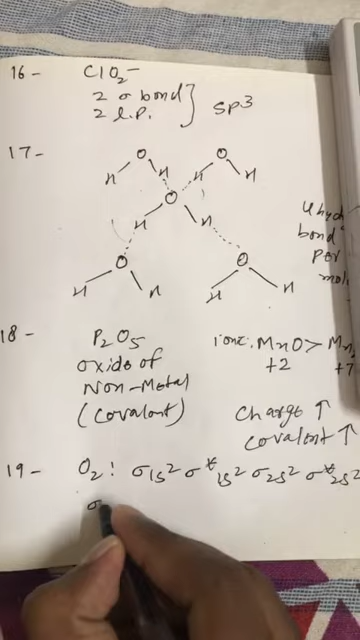 16- ClO2-
2 σ bond
2 l.P. } SP3
17-
O O
H H H H
O
H H
O O
H H H H
4 hyd
bond
Per
mol
18- P2O5
oxide of
Non-Metal
(Covalent)
ionic: MnO > Mn
+2 +7
Charge ↑
Covalent ↑
19- O2: σ1s2 σ*1s2 σ2s2 σ*2s2
σ